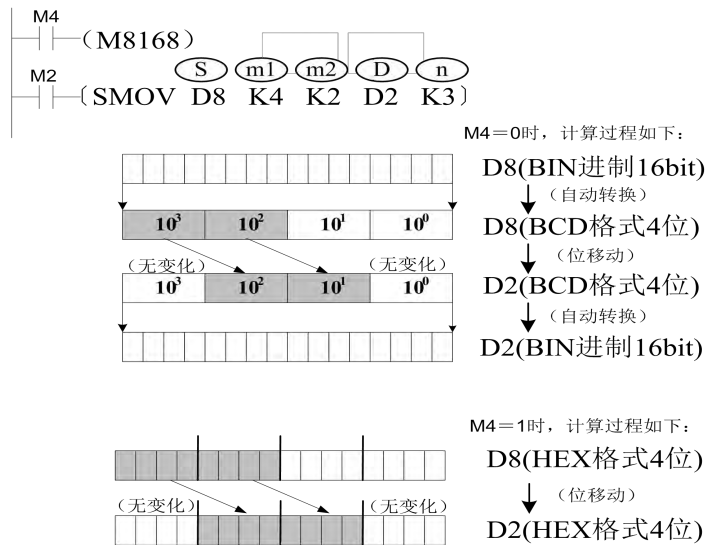 M4
(M8168)
S m1 m2 D n
M2
[SMOV D8 K4 K2 D2 K3]
M4=0时，计算过程如下：
D8(BIN进制16bit)
（自动转换）
10³ 10² 10¹ 10⁰
D8(BCD格式4位)
（位移动）
（无变化） （无变化）
10³ 10² 10¹ 10⁰
D2(BCD格式4位)
（自动转换）
D2(BIN进制16bit)
M4=1时，计算过程如下：
D8(HEX格式4位)
（位移动）
（无变化） （无变化）
D2(HEX格式4位)